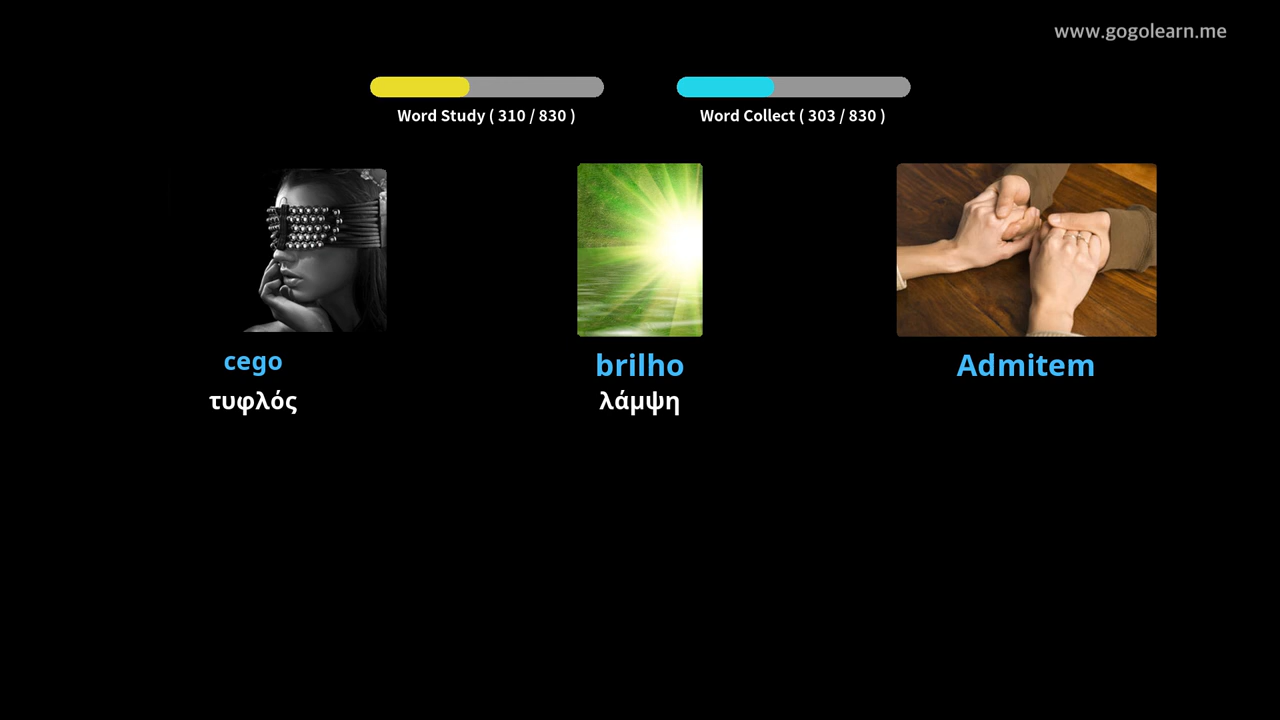 www.gogolearn.me
Word Study ( 310 / 830 )
Word Collect ( 303 / 830 )
cego
τυφλός
brilho
λάμψη
Admitem